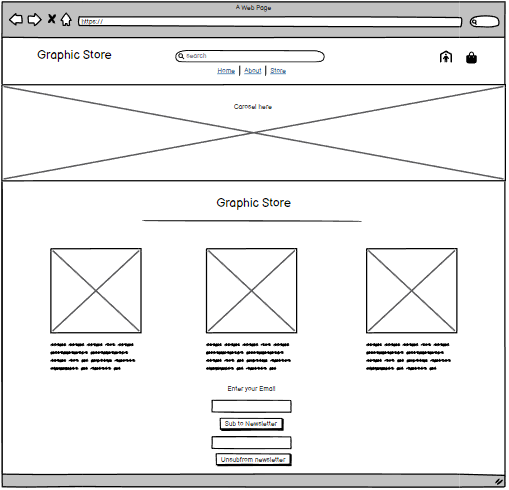 A Web Page
https://
Graphic Store
search
Home | About | Store
Carosel here
Graphic Store
Enter your Email
Sub to Newsletter
Unsubfrom newsletter